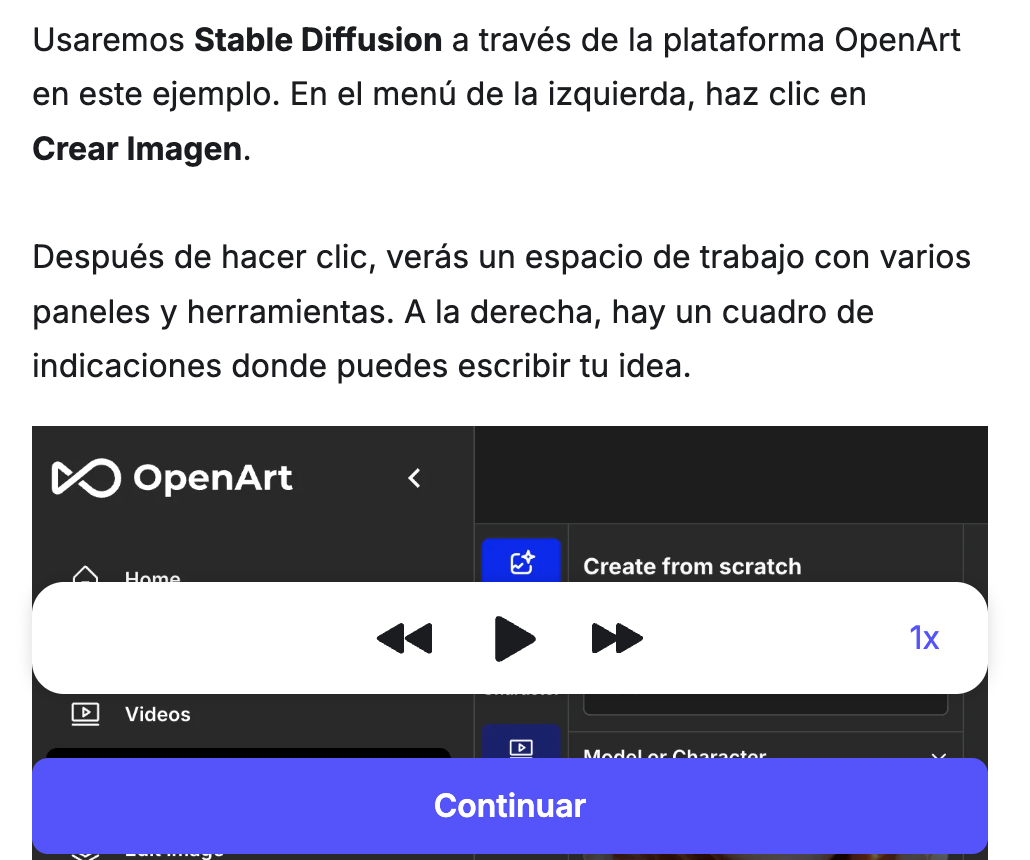 Usaremos Stable Diffusion a través de la plataforma OpenArt
en este ejemplo. En el menú de la izquierda, haz clic en
Crear Imagen.
Después de hacer clic, verás un espacio de trabajo con varios
paneles y herramientas. A la derecha, hay un cuadro de
indicaciones donde puedes escribir tu idea.
OpenArt
Home
Create from scratch
1x
Videos
Model or Character
Continuar
Edit Image